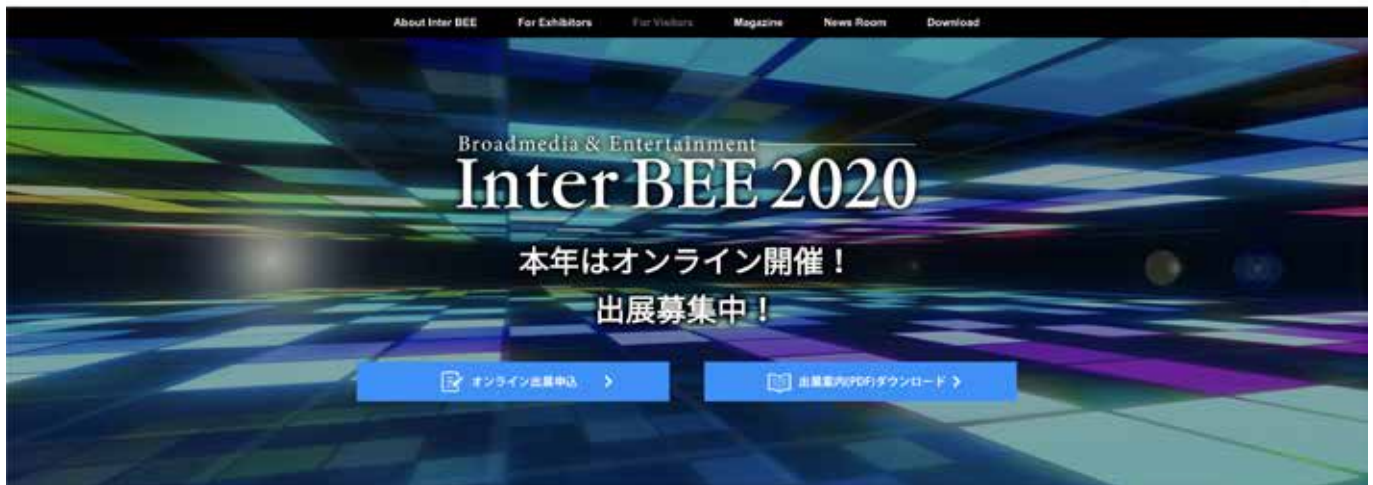 About Inter BEE For Exhibitors For Visitors Magazine News Room Download
Broadmedia & Entertainment
Inter BEE 2020
本年はオンライン開催！
出展募集中！
オンライン出展申込 出展案内(PDF)ダウンロード